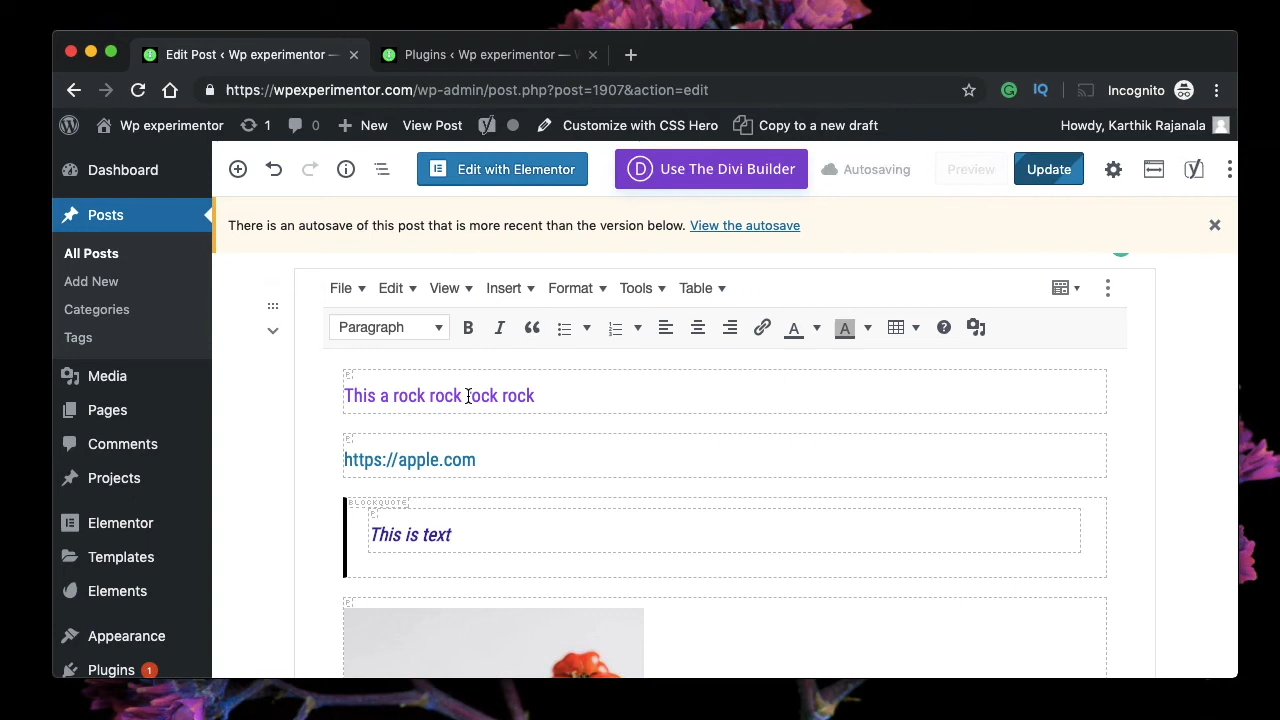 Edit Post ‹ Wp experimentor —
Plugins ‹ Wp experimentor —
https://wpexperimentor.com/wp-admin/post.php?post=1907&action=edit
IQ
Incognito
Wp experimentor
1
0
New
View Post
Customize with CSS Hero
Copy to a new draft
Howdy, Karthik Rajanala
Dashboard
Posts
All Posts
Add New
Categories
Tags
Media
Pages
Comments
Projects
Elementor
Templates
Elements
Appearance
Plugins 1
Edit with Elementor
D Use The Divi Builder
Autosaving
Preview
Update
There is an autosave of this post that is more recent than the version below. View the autosave
File Edit View Insert Format Tools Table
Paragraph B I A A
P
This a rock rock rock rock
P
https://apple.com
BLOCKQUOTE
P
This is text
P